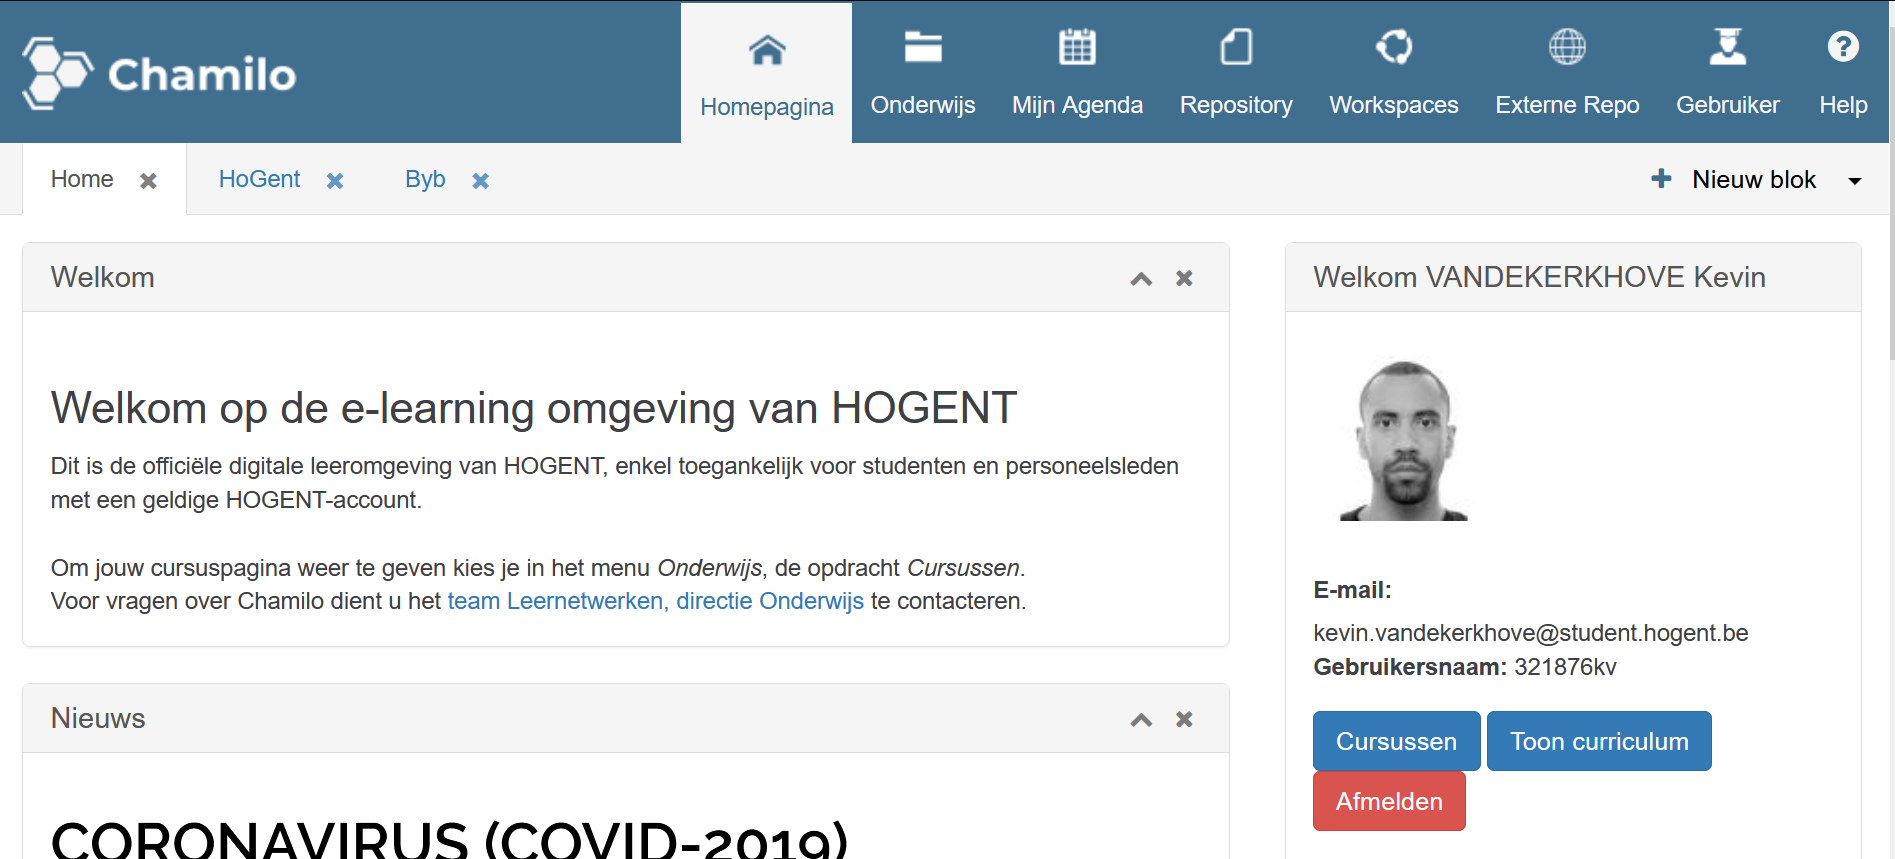 Chamilo
Homepagina
Onderwijs
Mijn Agenda
Repository
Workspaces
Externe Repo
Gebruiker
Help
Home
HoGent
Byb
Nieuw blok
Welkom
Welkom op de e-learning omgeving van HOGENT
Dit is de officiële digitale leeromgeving van HOGENT, enkel toegankelijk voor studenten en personeelsleden
met een geldige HOGENT-account.
Om jouw cursuspagina weer te geven kies je in het menu Onderwijs, de opdracht Cursussen.
Voor vragen over Chamilo dient u het team Leernetwerken, directie Onderwijs te contacteren.
Nieuws
CORONAVIRUS (COVID-2019)
Welkom VANDEKERKHOVE Kevin
E-mail:
kevin.vandekerkhove@student.hogent.be
Gebruikersnaam: 321876kv
Cursussen
Toon curriculum
Afmelden